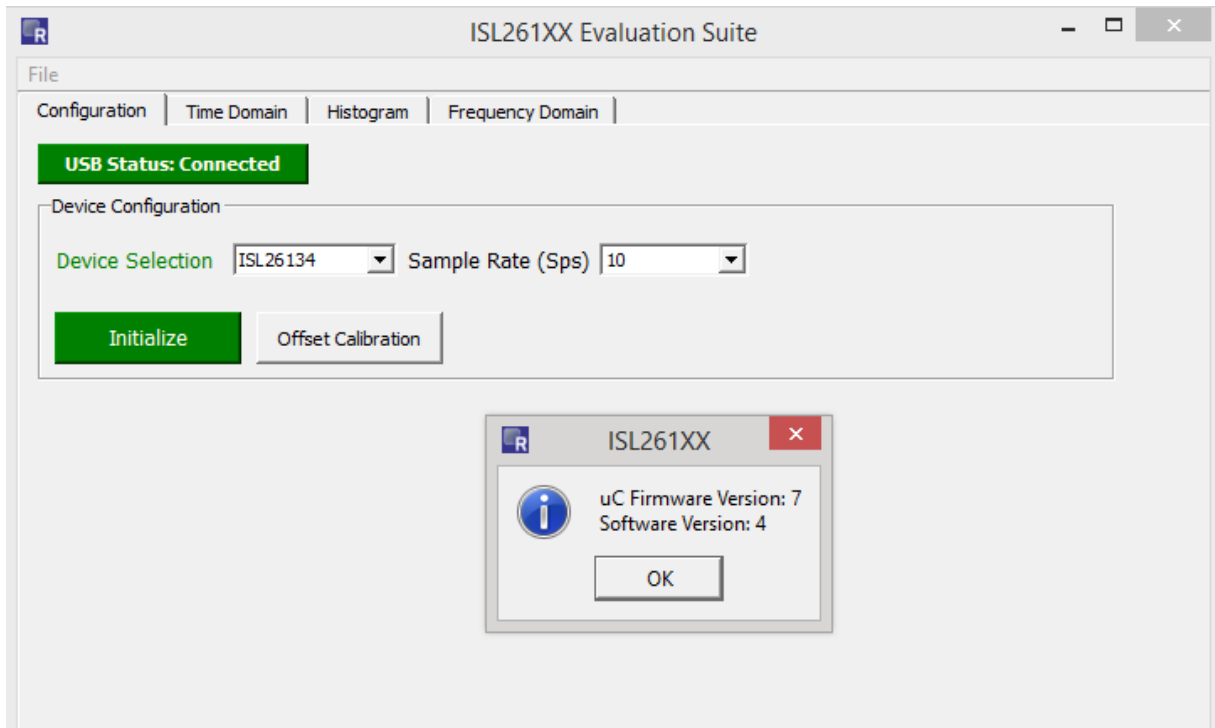 R
ISL261XX Evaluation Suite
File
Configuration Time Domain Histogram Frequency Domain
USB Status: Connected
Device Configuration
Device Selection ISL26134 Sample Rate (Sps) 10
Initialize Offset Calibration
R ISL261XX
i
uC Firmware Version: 7
Software Version: 4
OK